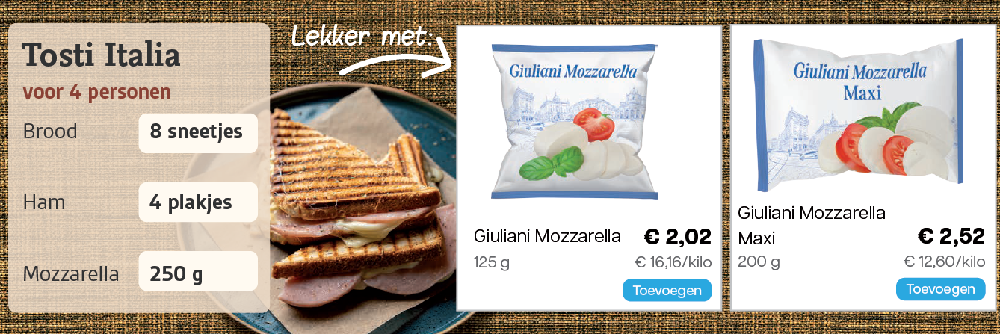 Tosti Italia
voor 4 personen
Brood 8 sneetjes
Ham 4 plakjes
Mozzarella 250 g
Lekker met:
Giuliani Mozzarella
Giuliani Mozzarella € 2,02
125 g € 16,16/kilo
Toevoegen
Giuliani Mozzarella
Maxi
Giuliani Mozzarella
Maxi € 2,52
200 g € 12,60/kilo
Toevoegen